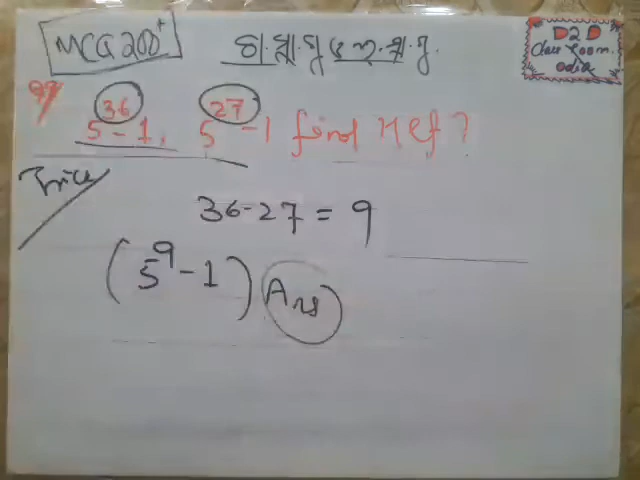 MCQ 200+
D2D
Class room.
odia
5^36 - 1, 5^27 - 1 find HCF?
Trick
36-27 = 9
(5^9 - 1) Ans